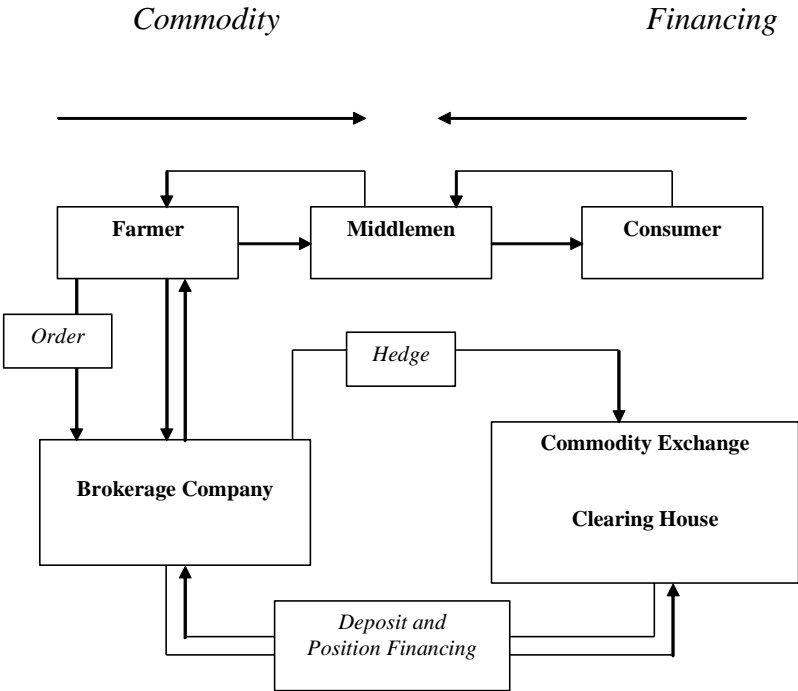 Commodity
Financing
Farmer
Middlemen
Consumer
Order
Hedge
Commodity Exchange
Brokerage Company
Clearing House
Deposit and
Position Financing